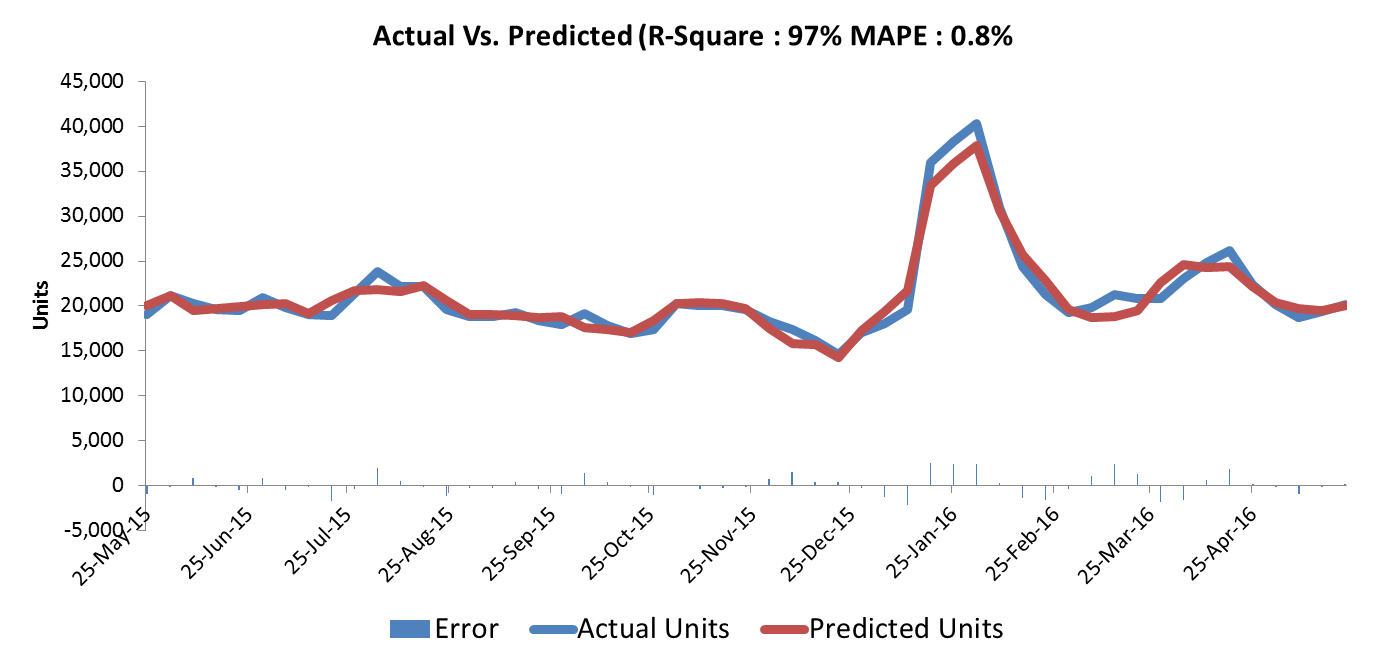 Actual Vs. Predicted (R-Square : 97% MAPE : 0.8%
45,000
40,000
35,000
30,000
25,000
20,000
15,000
10,000
5,000
0
-5,000
Units
25-May-15
25-Jun-15
25-Jul-15
25-Aug-15
25-Sep-15
25-Oct-15
25-Nov-15
25-Dec-15
25-Jan-16
25-Feb-16
25-Mar-16
25-Apr-16
Error Actual Units Predicted Units